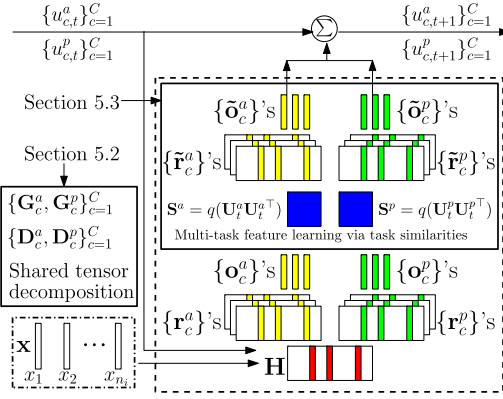 {u^a_{c,t}}^C_{c=1}
{u^p_{c,t}}^C_{c=1}
Σ
{u^a_{c,t+1}}^C_{c=1}
{u^p_{c,t+1}}^C_{c=1}
Section 5.3
Section 5.2
{G^a_c, G^p_c}^C_{c=1}
{D^a_c, D^p_c}^C_{c=1}
Shared tensor
decomposition
x
...
x_1 x_2 x_{n_i}
{õ^a_c}'s {õ^p_c}'s
{r̃^a_c}'s {r̃^p_c}'s
S^a = q(U^a_t U^{a⊤}_t) S^p = q(U^p_t U^{p⊤}_t)
Multi-task feature learning via task similarities
{o^a_c}'s {o^p_c}'s
{r^a_c}'s {r^p_c}'s
H